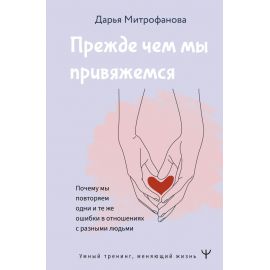 Дарья Митрофанова
Прежде чем мы
привяжемся
Почему мы
повторяем
одни и те же
ошибки в отношениях
с разными людьми
Умный тренинг, меняющий жизнь